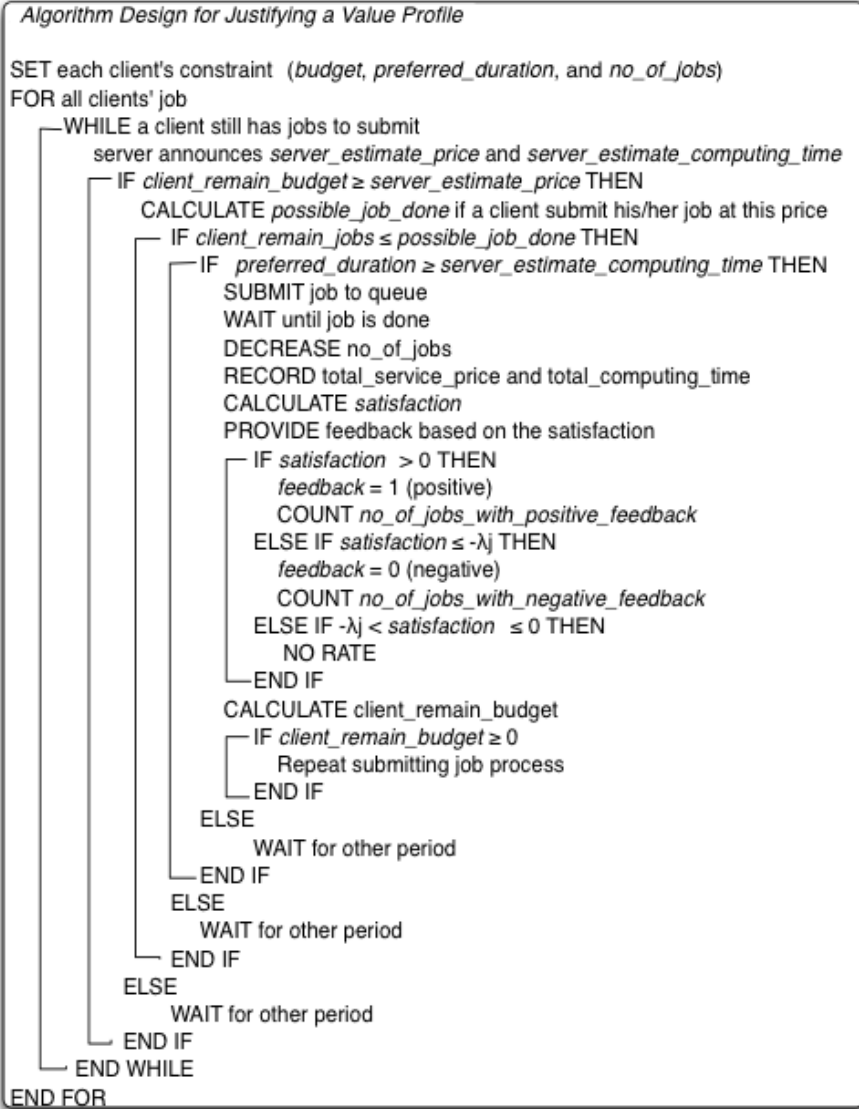 Algorithm Design for Justifying a Value Profile
SET each client's constraint (budget, preferred_duration, and no_of_jobs)
FOR all clients' job
WHILE a client still has jobs to submit
server announces server_estimate_price and server_estimate_computing_time
IF client_remain_budget ≥ server_estimate_price THEN
CALCULATE possible_job_done if a client submit his/her job at this price
IF client_remain_jobs ≤ possible_job_done THEN
IF preferred_duration ≥ server_estimate_computing_time THEN
SUBMIT job to queue
WAIT until job is done
DECREASE no_of_jobs
RECORD total_service_price and total_computing_time
CALCULATE satisfaction
PROVIDE feedback based on the satisfaction
IF satisfaction > 0 THEN
feedback = 1 (positive)
COUNT no_of_jobs_with_positive_feedback
ELSE IF satisfaction ≤ -λj THEN
feedback = 0 (negative)
COUNT no_of_jobs_with_negative_feedback
ELSE IF -λj < satisfaction ≤ 0 THEN
NO RATE
END IF
CALCULATE client_remain_budget
IF client_remain_budget ≥ 0
Repeat submitting job process
END IF
ELSE
WAIT for other period
END IF
ELSE
WAIT for other period
END IF
ELSE
WAIT for other period
END IF
END WHILE
END FOR